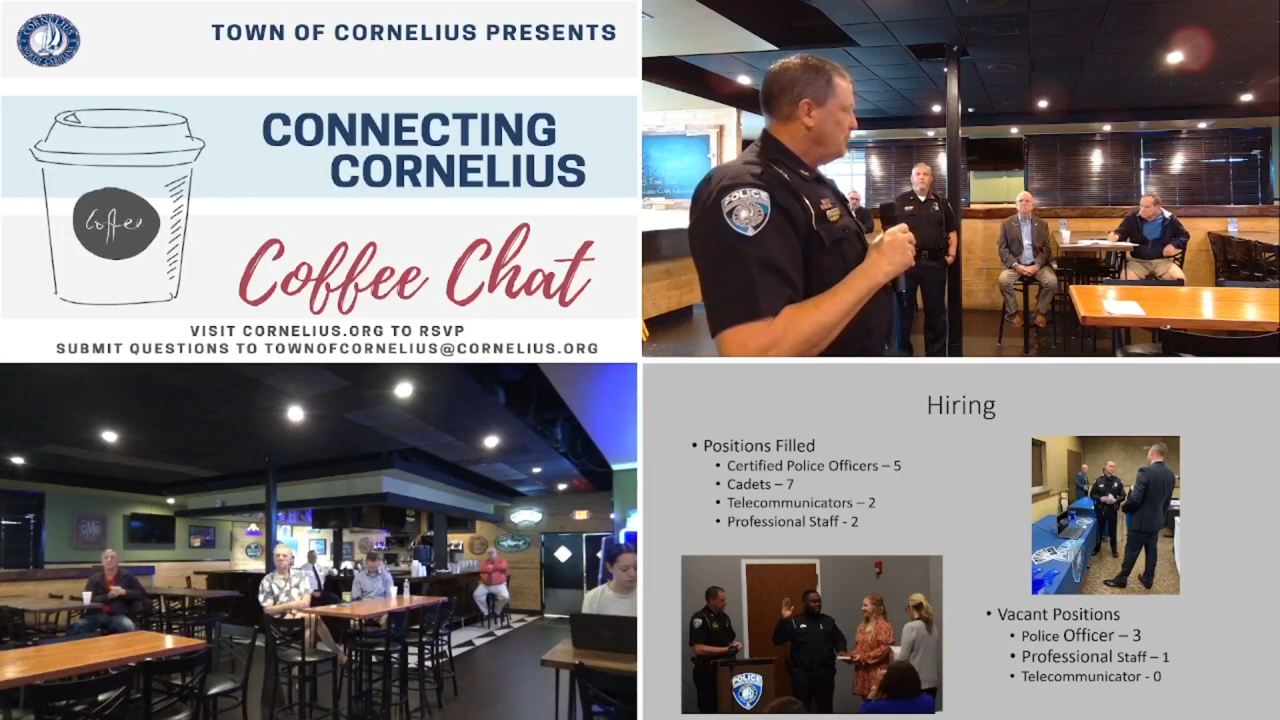 TOWN OF CORNELIUS PRESENTS
CONNECTING
CORNELIUS
Coffee
Coffee Chat
VISIT CORNELIUS.ORG TO RSVP
SUBMIT QUESTIONS TO TOWNOFCORNELIUS@CORNELIUS.ORG
POLICE
Hiring
• Positions Filled
• Certified Police Officers – 5
• Cadets – 7
• Telecommunicators – 2
• Professional Staff - 2
POLICE
• Vacant Positions
• Police Officer – 3
• Professional Staff – 1
• Telecommunicator - 0